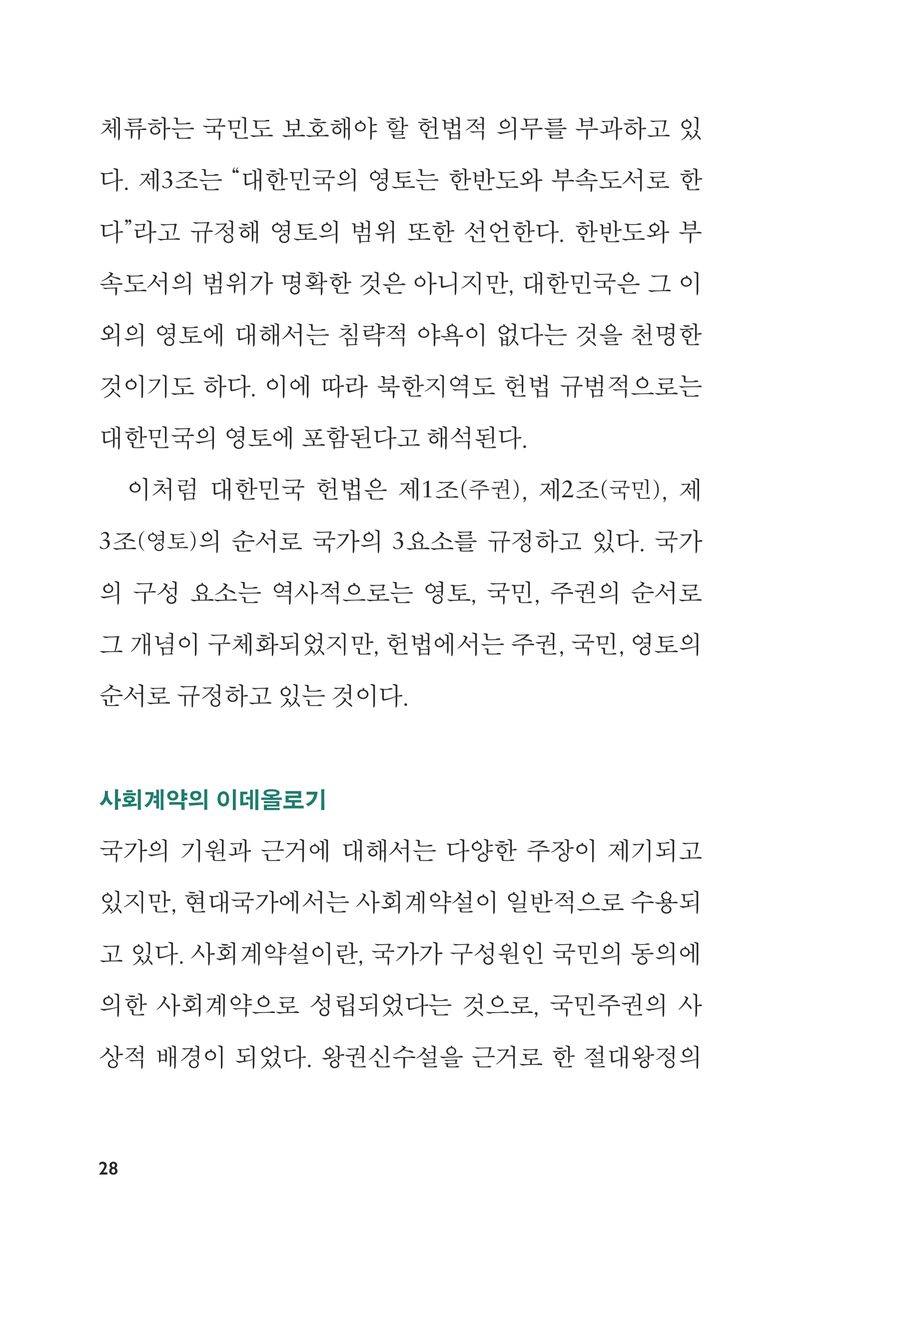 체류하는 국민도 보호해야 할 헌법적 의무를 부과하고 있
다. 제3조는 “대한민국의 영토는 한반도와 부속도서로 한
다”라고 규정해 영토의 범위 또한 선언한다. 한반도와 부
속도서의 범위가 명확한 것은 아니지만, 대한민국은 그 이
외의 영토에 대해서는 침략적 야욕이 없다는 것을 천명한
것이기도 하다. 이에 따라 북한지역도 헌법 규범적으로는
대한민국의 영토에 포함된다고 해석된다.
이처럼 대한민국 헌법은 제1조(주권), 제2조(국민), 제
3조(영토)의 순서로 국가의 3요소를 규정하고 있다. 국가
의 구성 요소는 역사적으로는 영토, 국민, 주권의 순서로
그 개념이 구체화되었지만, 헌법에서는 주권, 국민, 영토의
순서로 규정하고 있는 것이다.
사회계약의 이데올로기
국가의 기원과 근거에 대해서는 다양한 주장이 제기되고
있지만, 현대국가에서는 사회계약설이 일반적으로 수용되
고 있다. 사회계약설이란, 국가가 구성원인 국민의 동의에
의한 사회계약으로 성립되었다는 것으로, 국민주권의 사
상적 배경이 되었다. 왕권신수설을 근거로 한 절대왕정의
28